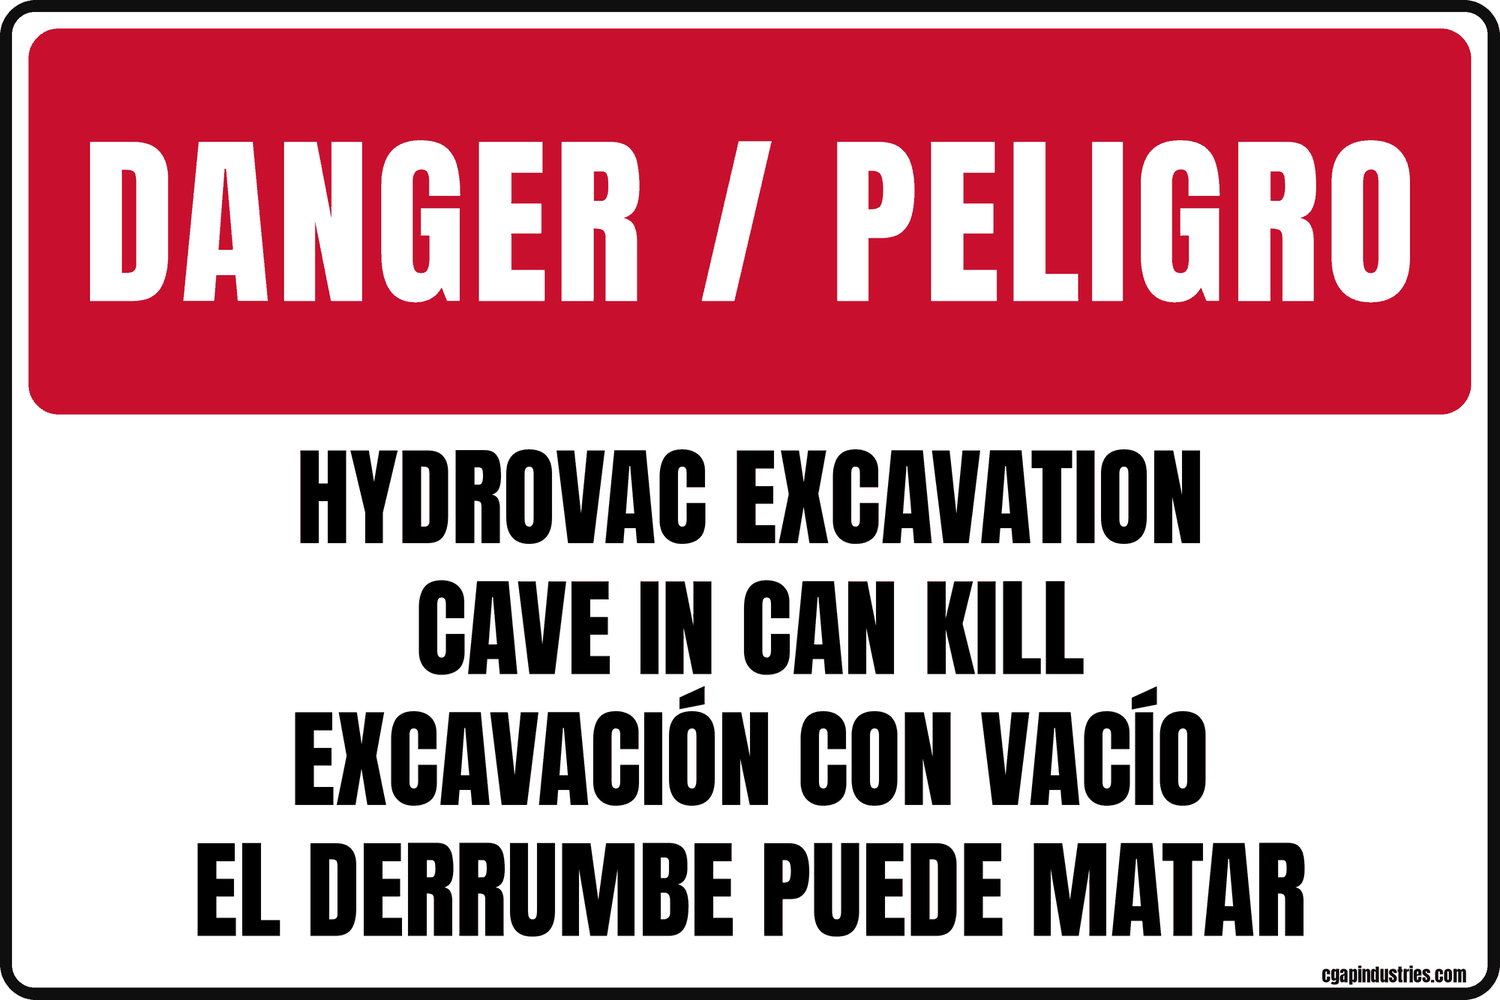 DANGER / PELIGRO
HYDROVAC EXCAVATION
CAVE IN CAN KILL
EXCAVACIÓN CON VACÍO
EL DERRUMBE PUEDE MATAR
cgapindustries.com